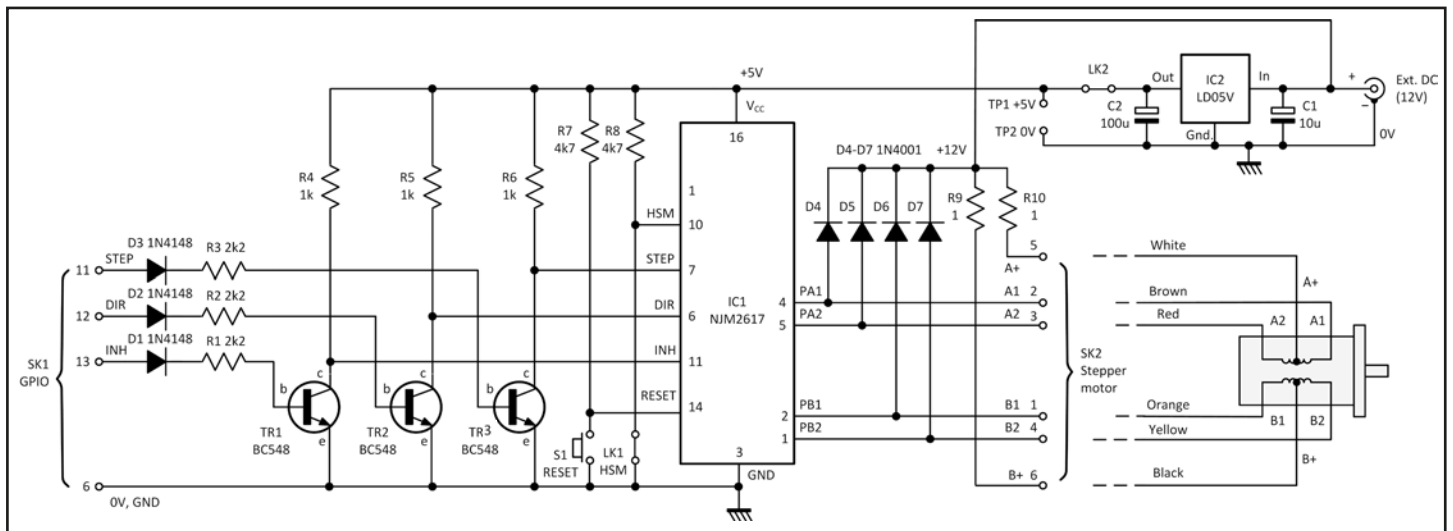 +5V
LK2
Out
IC2
LD05V
In
+
Ext. DC
(12V)
–
C2
100u
C1
10u
Gnd.
0V
TP1 +5V
TP2 0V
V_CC
16
R7
4k7
R8
4k7
R4
1k
R5
1k
R6
1k
1
HSM
10
STEP
7
DIR
6
INH
11
RESET
14
IC1
NJM2617
3
GND
D4-D7 1N4001
+12V
D4
D5
D6
D7
R9
1
R10
1
D3 1N4148
R3 2k2
11
STEP
D2 1N4148
R2 2k2
12
DIR
D1 1N4148
R1 2k2
13
INH
SK1
GPIO
b
c
e
TR1
BC548
b
c
e
TR2
BC548
b
c
e
TR3
BC548
S1
RESET
LK1
HSM
6
0V, GND
4
PA1
5
PA2
2
PB1
1
PB2
5
A+
A1 2
A2 3
B1 1
B2 4
B+ 6
SK2
Stepper
motor
White
A+
Brown
Red
A2
A1
Orange
B1
B2
Yellow
B+
Black